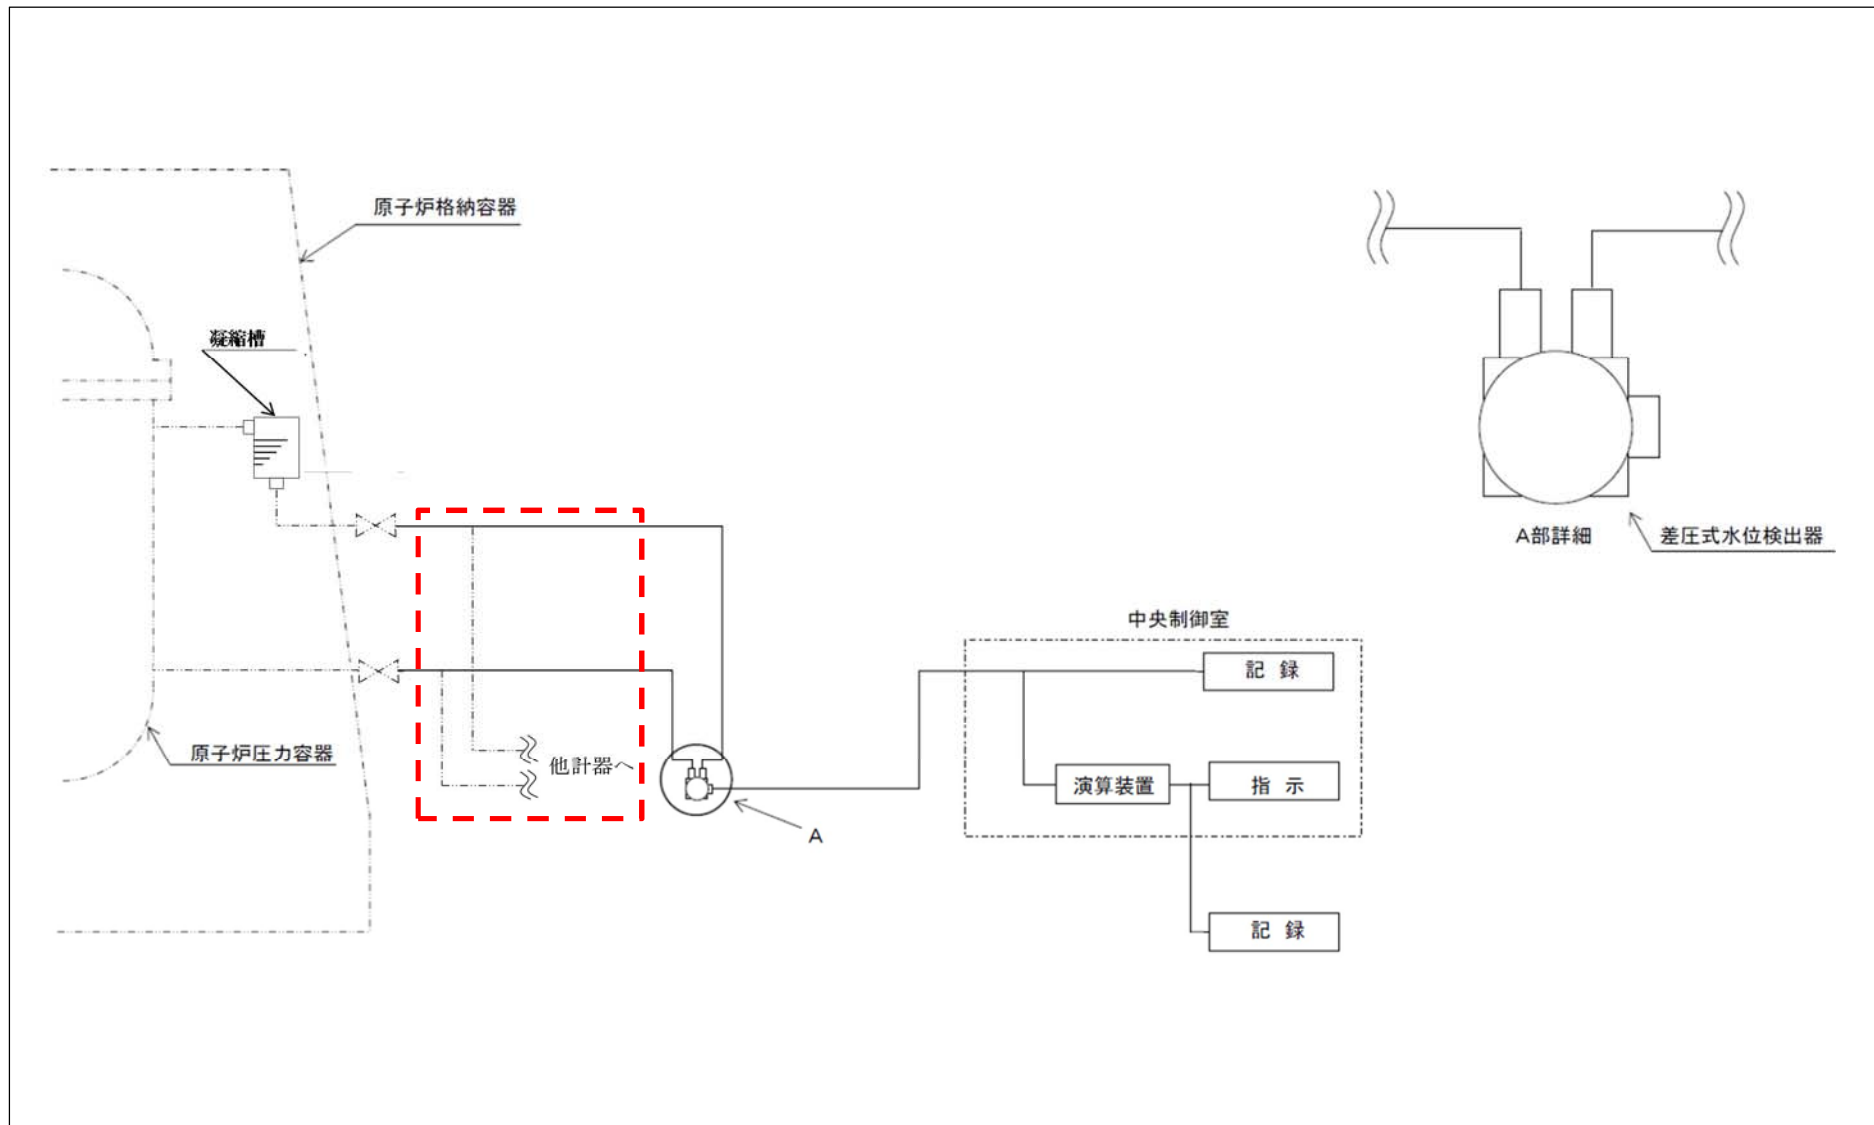 原子炉格納容器
凝縮槽
A部詳細
差圧式水位検出器
中央制御室
記 録
原子炉圧力容器
他計器へ
演算装置
指 示
A
記 録